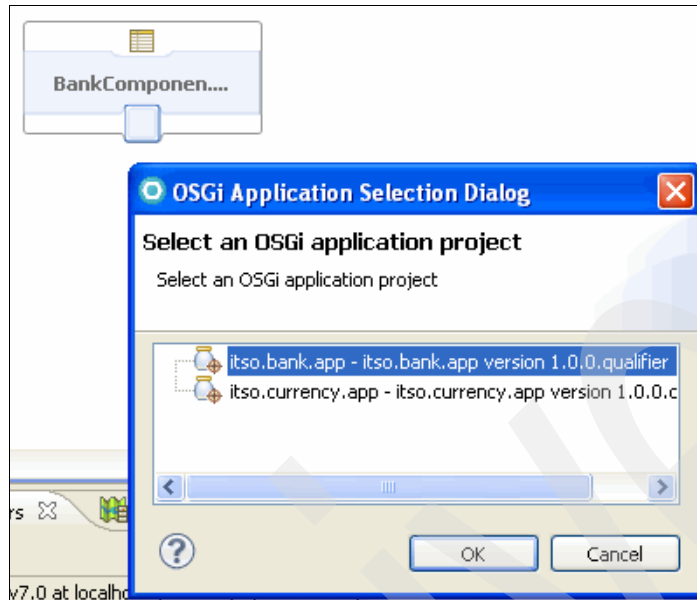 BankComponen....
OSGi Application Selection Dialog
Select an OSGi application project
Select an OSGi application project
itso.bank.app - itso.bank.app version 1.0.0.qualifier
itso.currency.app - itso.currency.app version 1.0.0.c
rs
?
OK
Cancel
v7.0 at localho